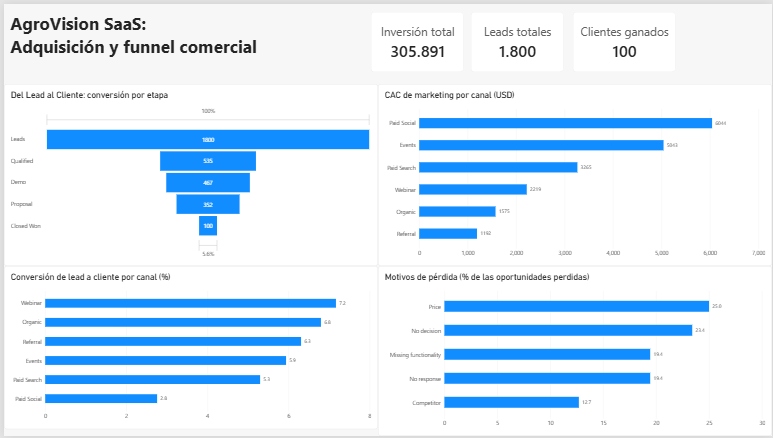 AgroVision SaaS:
Adquisición y funnel comercial
Inversión total
305.891
Leads totales
1.800
Clientes ganados
100
Del Lead al Cliente: conversión por etapa
100%
Leads
1800
Qualified
535
Demo
467
Proposal
352
Closed Won
100
5.6%
CAC de marketing por canal (USD)
Paid Social
6044
Events
5043
Paid Search
3265
Webinar
2219
Organic
1575
Referral
1192
0 1,000 2,000 3,000 4,000 5,000 6,000 7,000
Conversión de lead a cliente por canal (%)
Webinar
7.2
Organic
6.8
Referral
6.3
Events
5.9
Paid Search
5.3
Paid Social
2.8
0 2 4 6 8
Motivos de pérdida (% de las oportunidades perdidas)
Price
25.0
No decision
23.4
Missing functionality
19.4
No response
19.4
Competitor
12.7
0 5 10 15 20 25 30